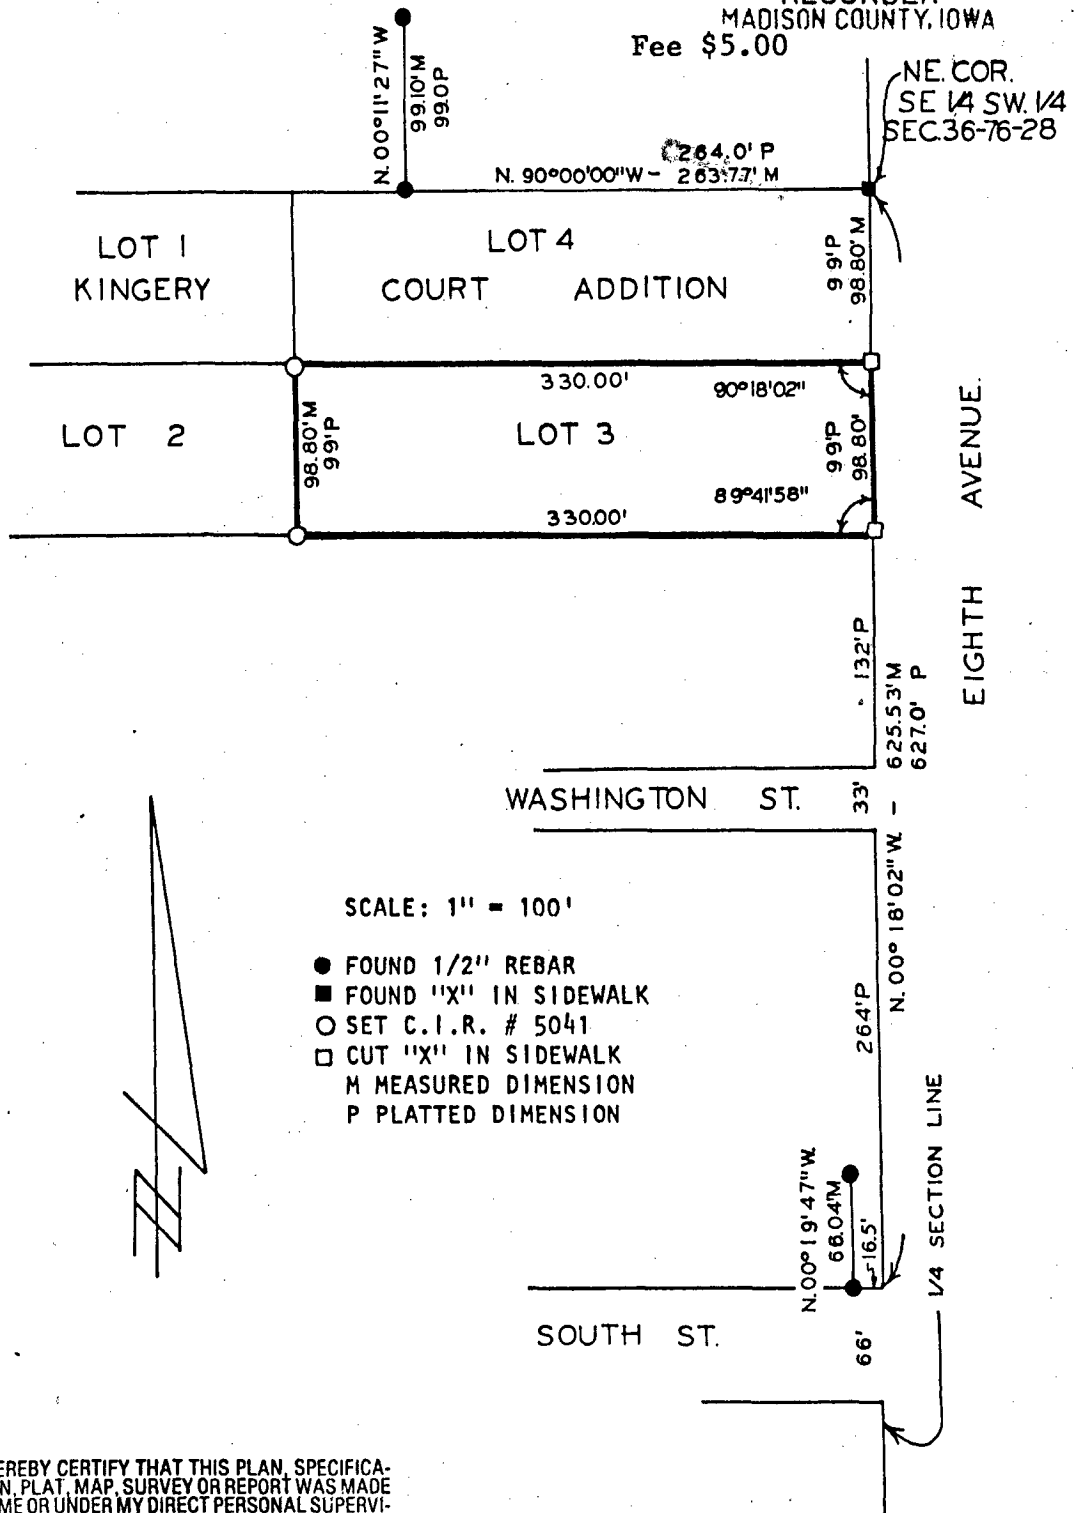 MADISON COUNTY, IOWA
Fee $5.00
NE. COR.
SE 1/4 SW. 1/4
SEC.36-76-28
N.00°11'27"W
99.10'M
99.0P
264.0' P
N. 90°00'00"W - 263.77' M
LOT 1
KINGERY
LOT 4
COURT ADDITION
99'P
98.80'M
330.00'
90°18'02"
LOT 2
98.80'M
99'P
LOT 3
99'P
98.80'
89°41'58"
330.00'
EIGHTH AVENUE.
132'P
625.53'M
627.0' P
N.00°18'02"W. -
WASHINGTON ST.
33'
SCALE: 1" = 100'
FOUND 1/2" REBAR
FOUND "X" IN SIDEWALK
SET C.I.R. # 5041
CUT "X" IN SIDEWALK
M MEASURED DIMENSION
P PLATTED DIMENSION
264'P
N.00°19'47"W.
66.04'M
16.5'
1/4 SECTION LINE
SOUTH ST.
66'
EREBY CERTIFY THAT THIS PLAN, SPECIFICA-
N, PLAT, MAP, SURVEY OR REPORT WAS MADE
ME OR UNDER MY DIRECT PERSONAL SUPERVI-